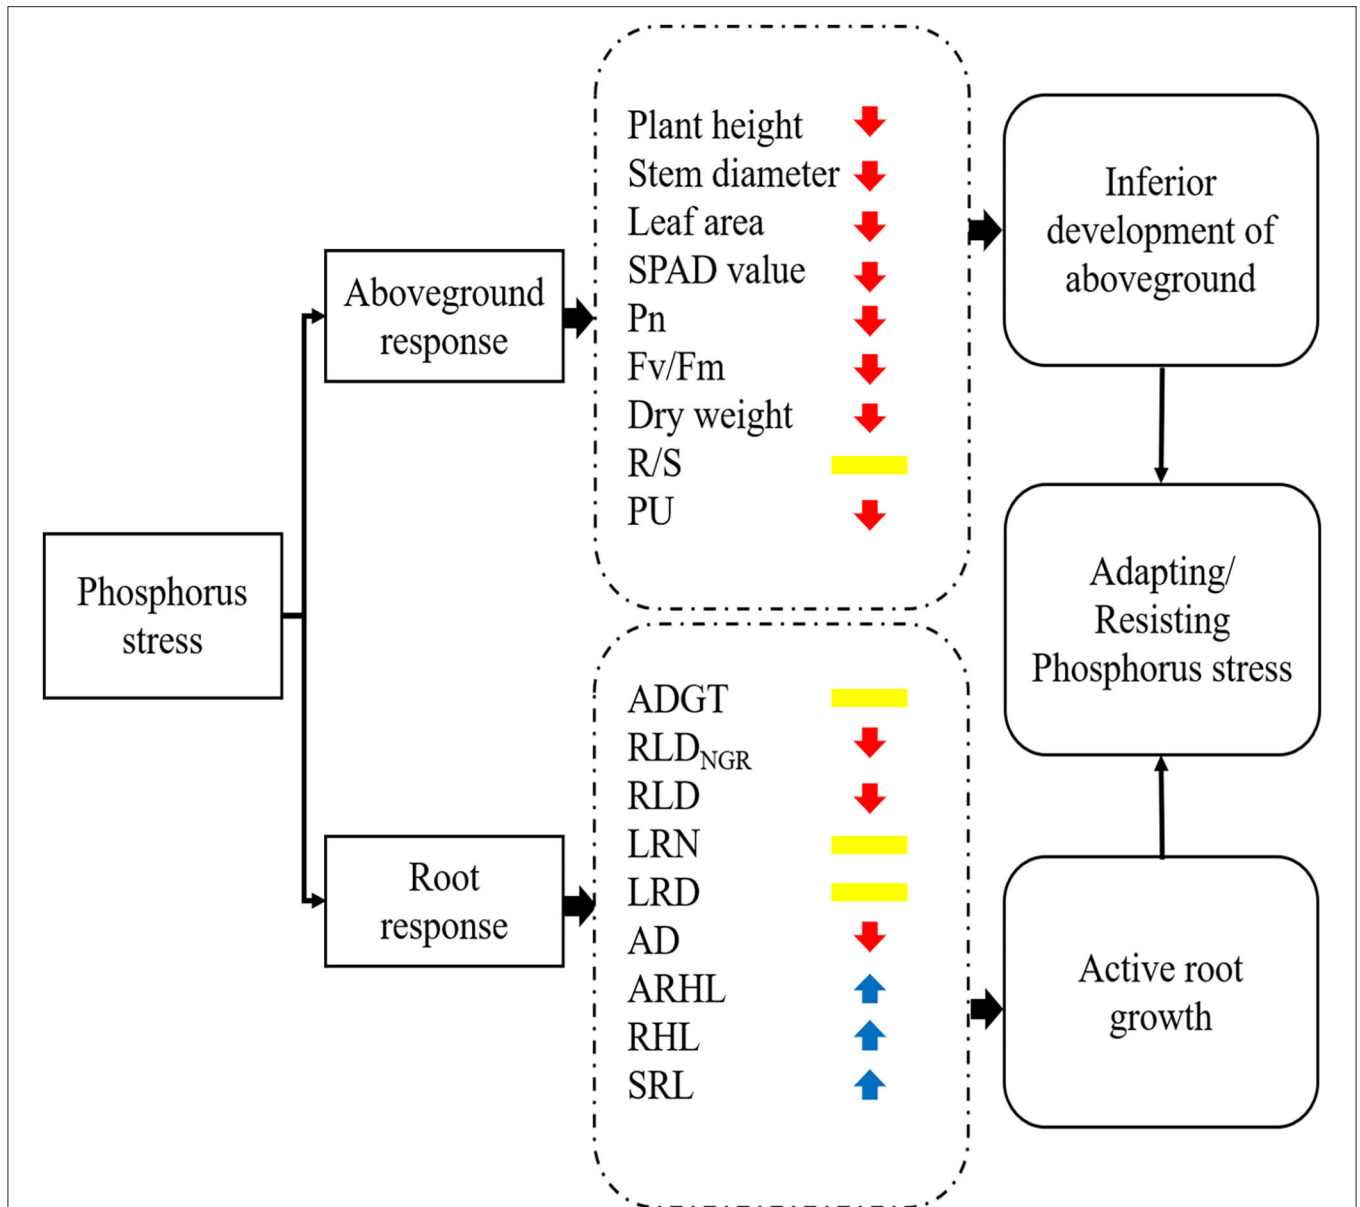 Phosphorus
stress
Aboveground
response
Root
response
Plant height
Stem diameter
Leaf area
SPAD value
Pn
Fv/Fm
Dry weight
R/S
PU
ADGT
RLDNGR
RLD
LRN
LRD
AD
ARHL
RHL
SRL
Inferior
development of
aboveground
Adapting/
Resisting
Phosphorus stress
Active root
growth